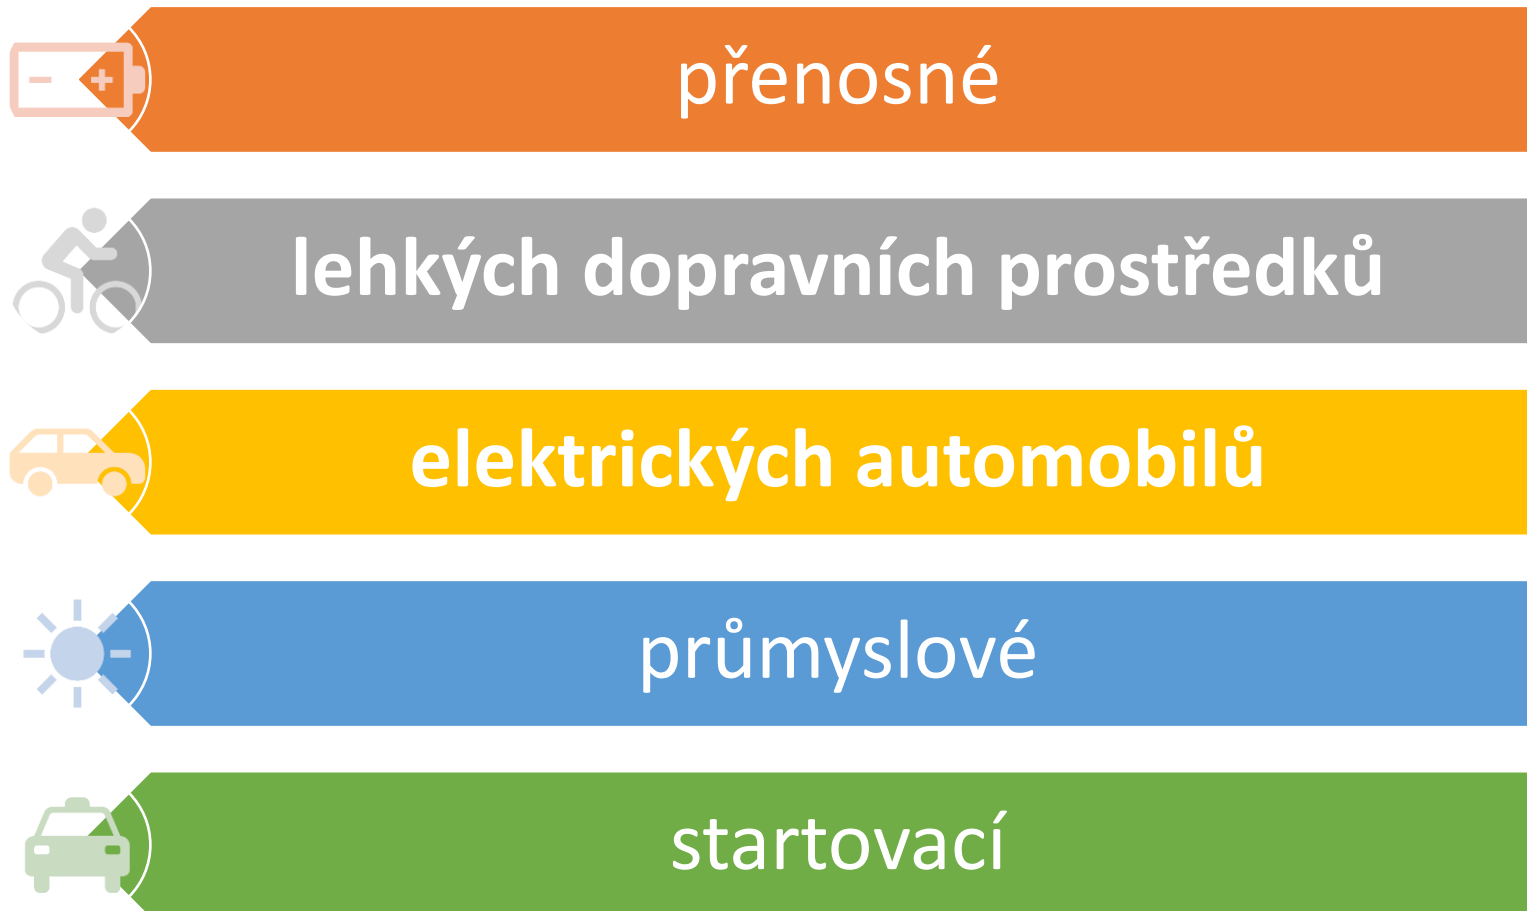 přenosné
lehkých dopravních prostředků
elektrických automobilů
průmyslové
startovací